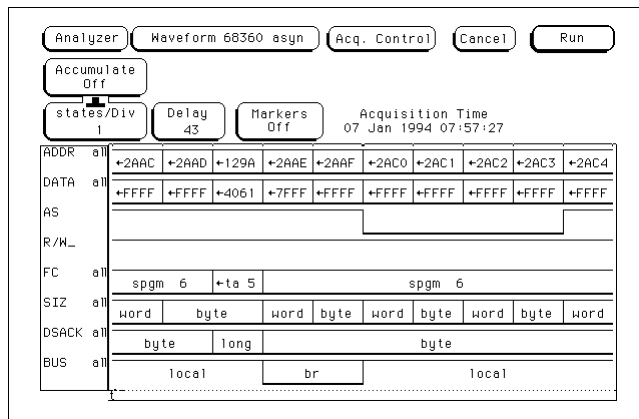 Analyzer Waveform 68360 asyn Acq. Control Cancel Run
Accumulate
Off
states/Div Delay Markers Acquisition Time
1 43 Off 07 Jan 1994 07:57:27
ADDR all ←2AAC ←2AAD ←129A ←2AAE ←2AAF ←2AC0 ←2AC1 ←2AC2 ←2AC3 ←2AC4
DATA all ←FFFF ←FFFF ←4061 ←7FFF ←FFFF ←FFFF ←FFFF ←FFFF ←FFFF ←FFFF
AS
R/W_
FC all spgm 6 ←ta 5 spgm 6
SIZ all word byte word byte word byte word byte word
DSACK all byte long byte
BUS all local br local